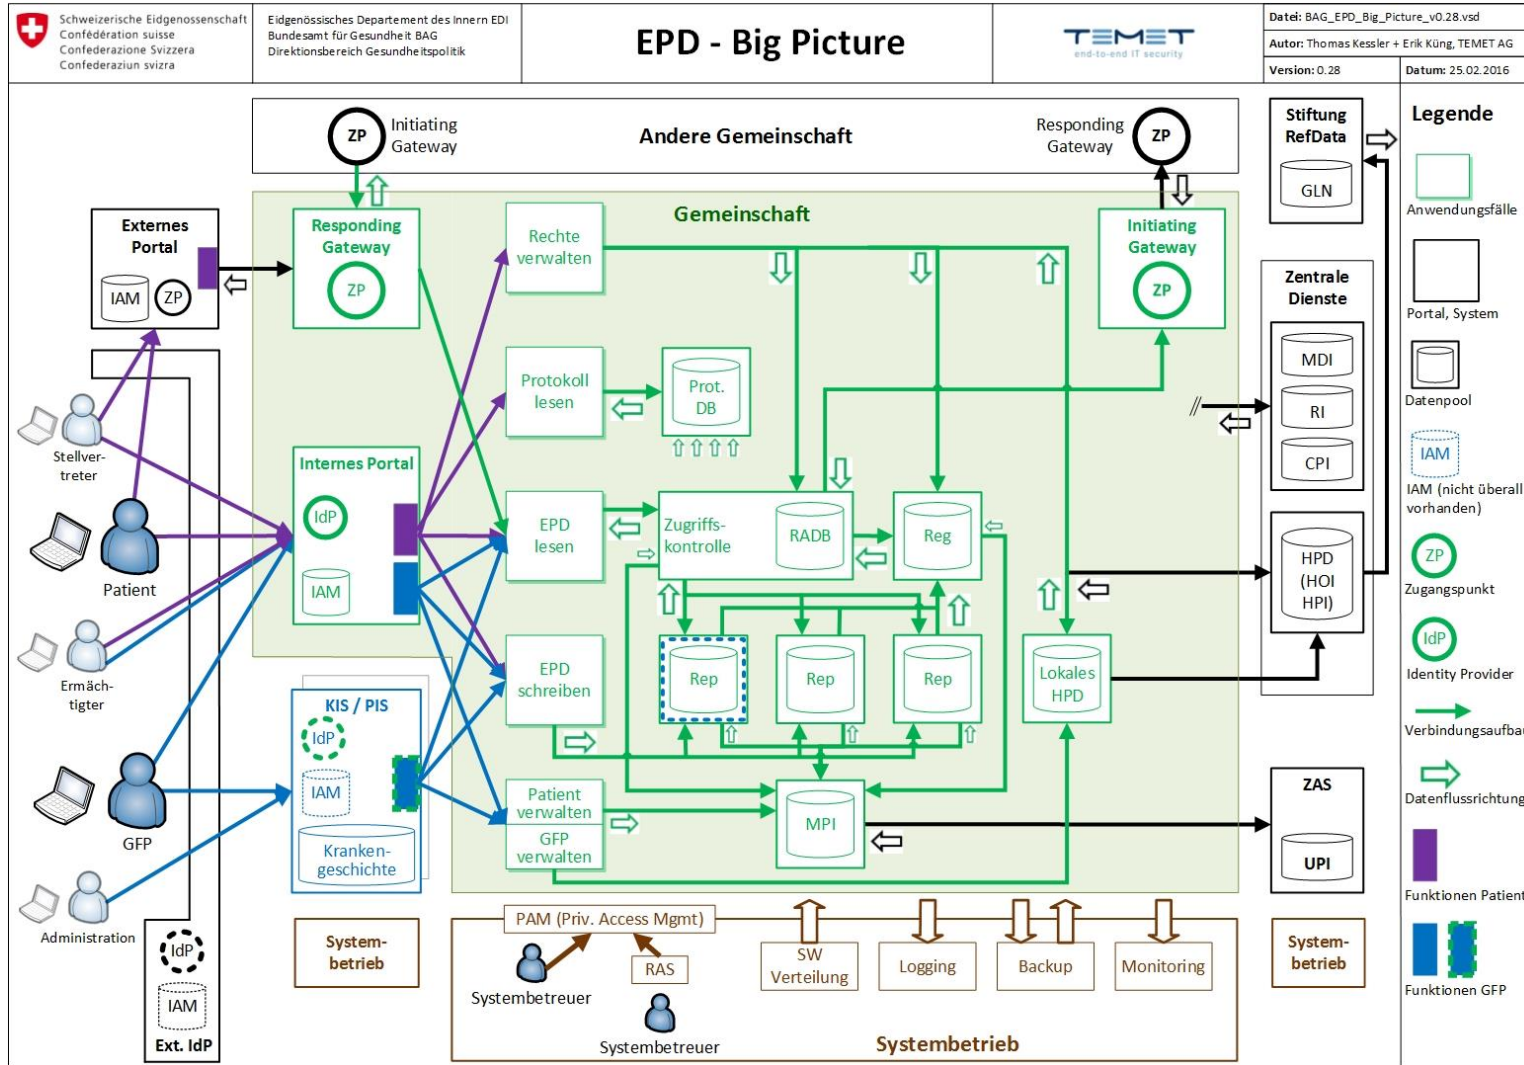 Schweizerische Eidgenossenschaft
Confédération suisse
Confederazione Svizzera
Confederaziun svizra
Eidgenössisches Departement des Innern EDI
Bundesamt für Gesundheit BAG
Direktionsbereich Gesundheitspolitik
EPD - Big Picture
TEMET
end-to-end IT security
Datei: BAG_EPD_Big_Picture_v0.28.vsd
Autor: Thomas Kessler + Erik Küng, TEMET AG
Version: 0.28
Datum: 25.02.2016
ZP
Initiating
Gateway
Andere Gemeinschaft
Responding
Gateway
ZP
Stiftung
RefData
GLN
Legende
Anwendungsfälle
Portal, System
Datenpool
IAM
IAM (nicht überall
vorhanden)
ZP
Zugangspunkt
IdP
Identity Provider
Verbindungsaufbau
Datenflussrichtung
Funktionen Patient
Funktionen GFP
Externes
Portal
IAM
ZP
Gemeinschaft
Responding
Gateway
ZP
Rechte
verwalten
Initiating
Gateway
ZP
Zentrale
Dienste
MDI
RI
CPI
HPD
(HOI
HPI)
Protokoll
lesen
Prot.
DB
//
Stellver-
treter
Patient
Ermäch-
tigter
GFP
Administration
Internes Portal
IdP
IAM
EPD
lesen
Zugriffs-
kontrolle
RADB
Reg
EPD
schreiben
Rep
Rep
Rep
Lokales
HPD
KIS / PIS
IdP
IAM
Kranken-
geschichte
Patient
verwalten
GFP
verwalten
MPI
ZAS
UPI
IdP
IAM
Ext. IdP
System-
betrieb
PAM (Priv. Access Mgmt)
Systembetreuer
RAS
Systembetreuer
SW
Verteilung
Logging
Backup
Monitoring
Systembetrieb
System-
betrieb